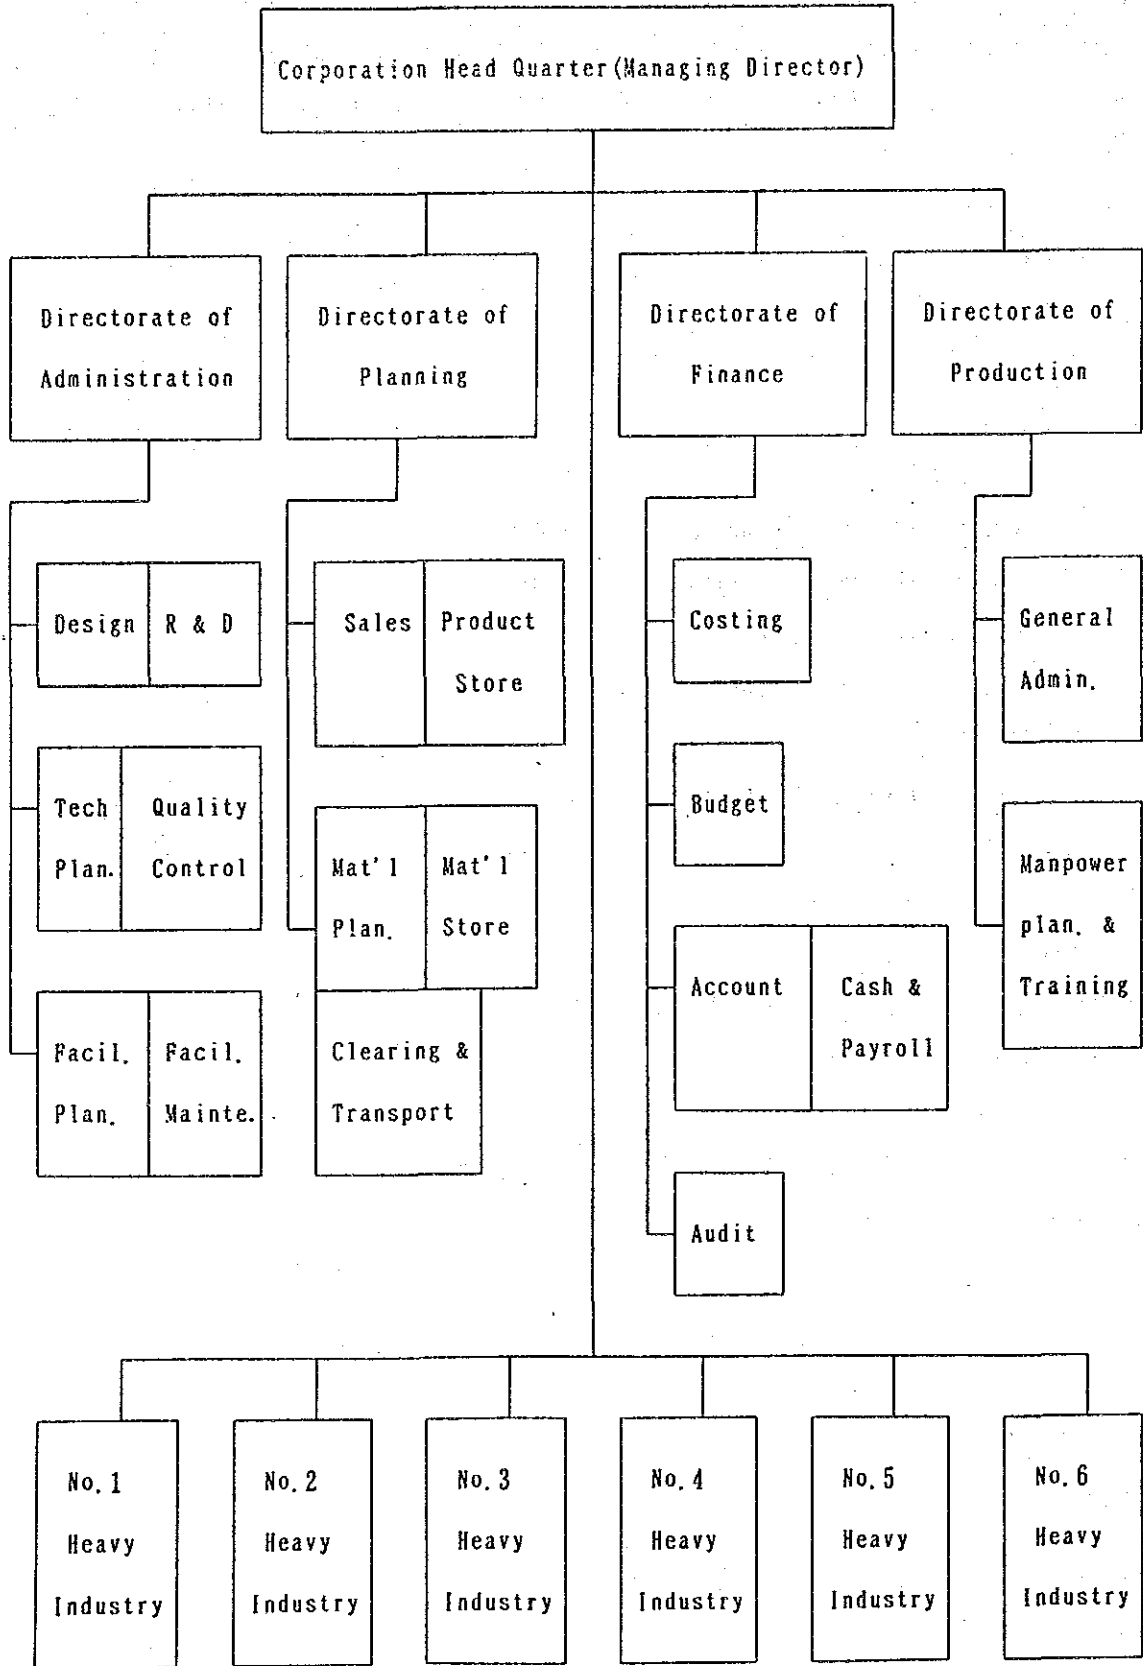 Corporation Head Quarter(Managing Director)
Directorate of
Administration
Directorate of
Planning
Directorate of
Finance
Directorate of
Production
Design
R & D
Tech
Plan.
Quality
Control
Facil.
Plan.
Facil.
Mainte.
Sales
Product
Store
Mat'l
Plan.
Mat'l
Store
Clearing &
Transport
Costing
Budget
Account
Cash &
Payroll
Audit
General
Admin.
Manpower
plan. &
Training
No.1
Heavy
Industry
No.2
Heavy
Industry
No.3
Heavy
Industry
No.4
Heavy
Industry
No.5
Heavy
Industry
No.6
Heavy
Industry